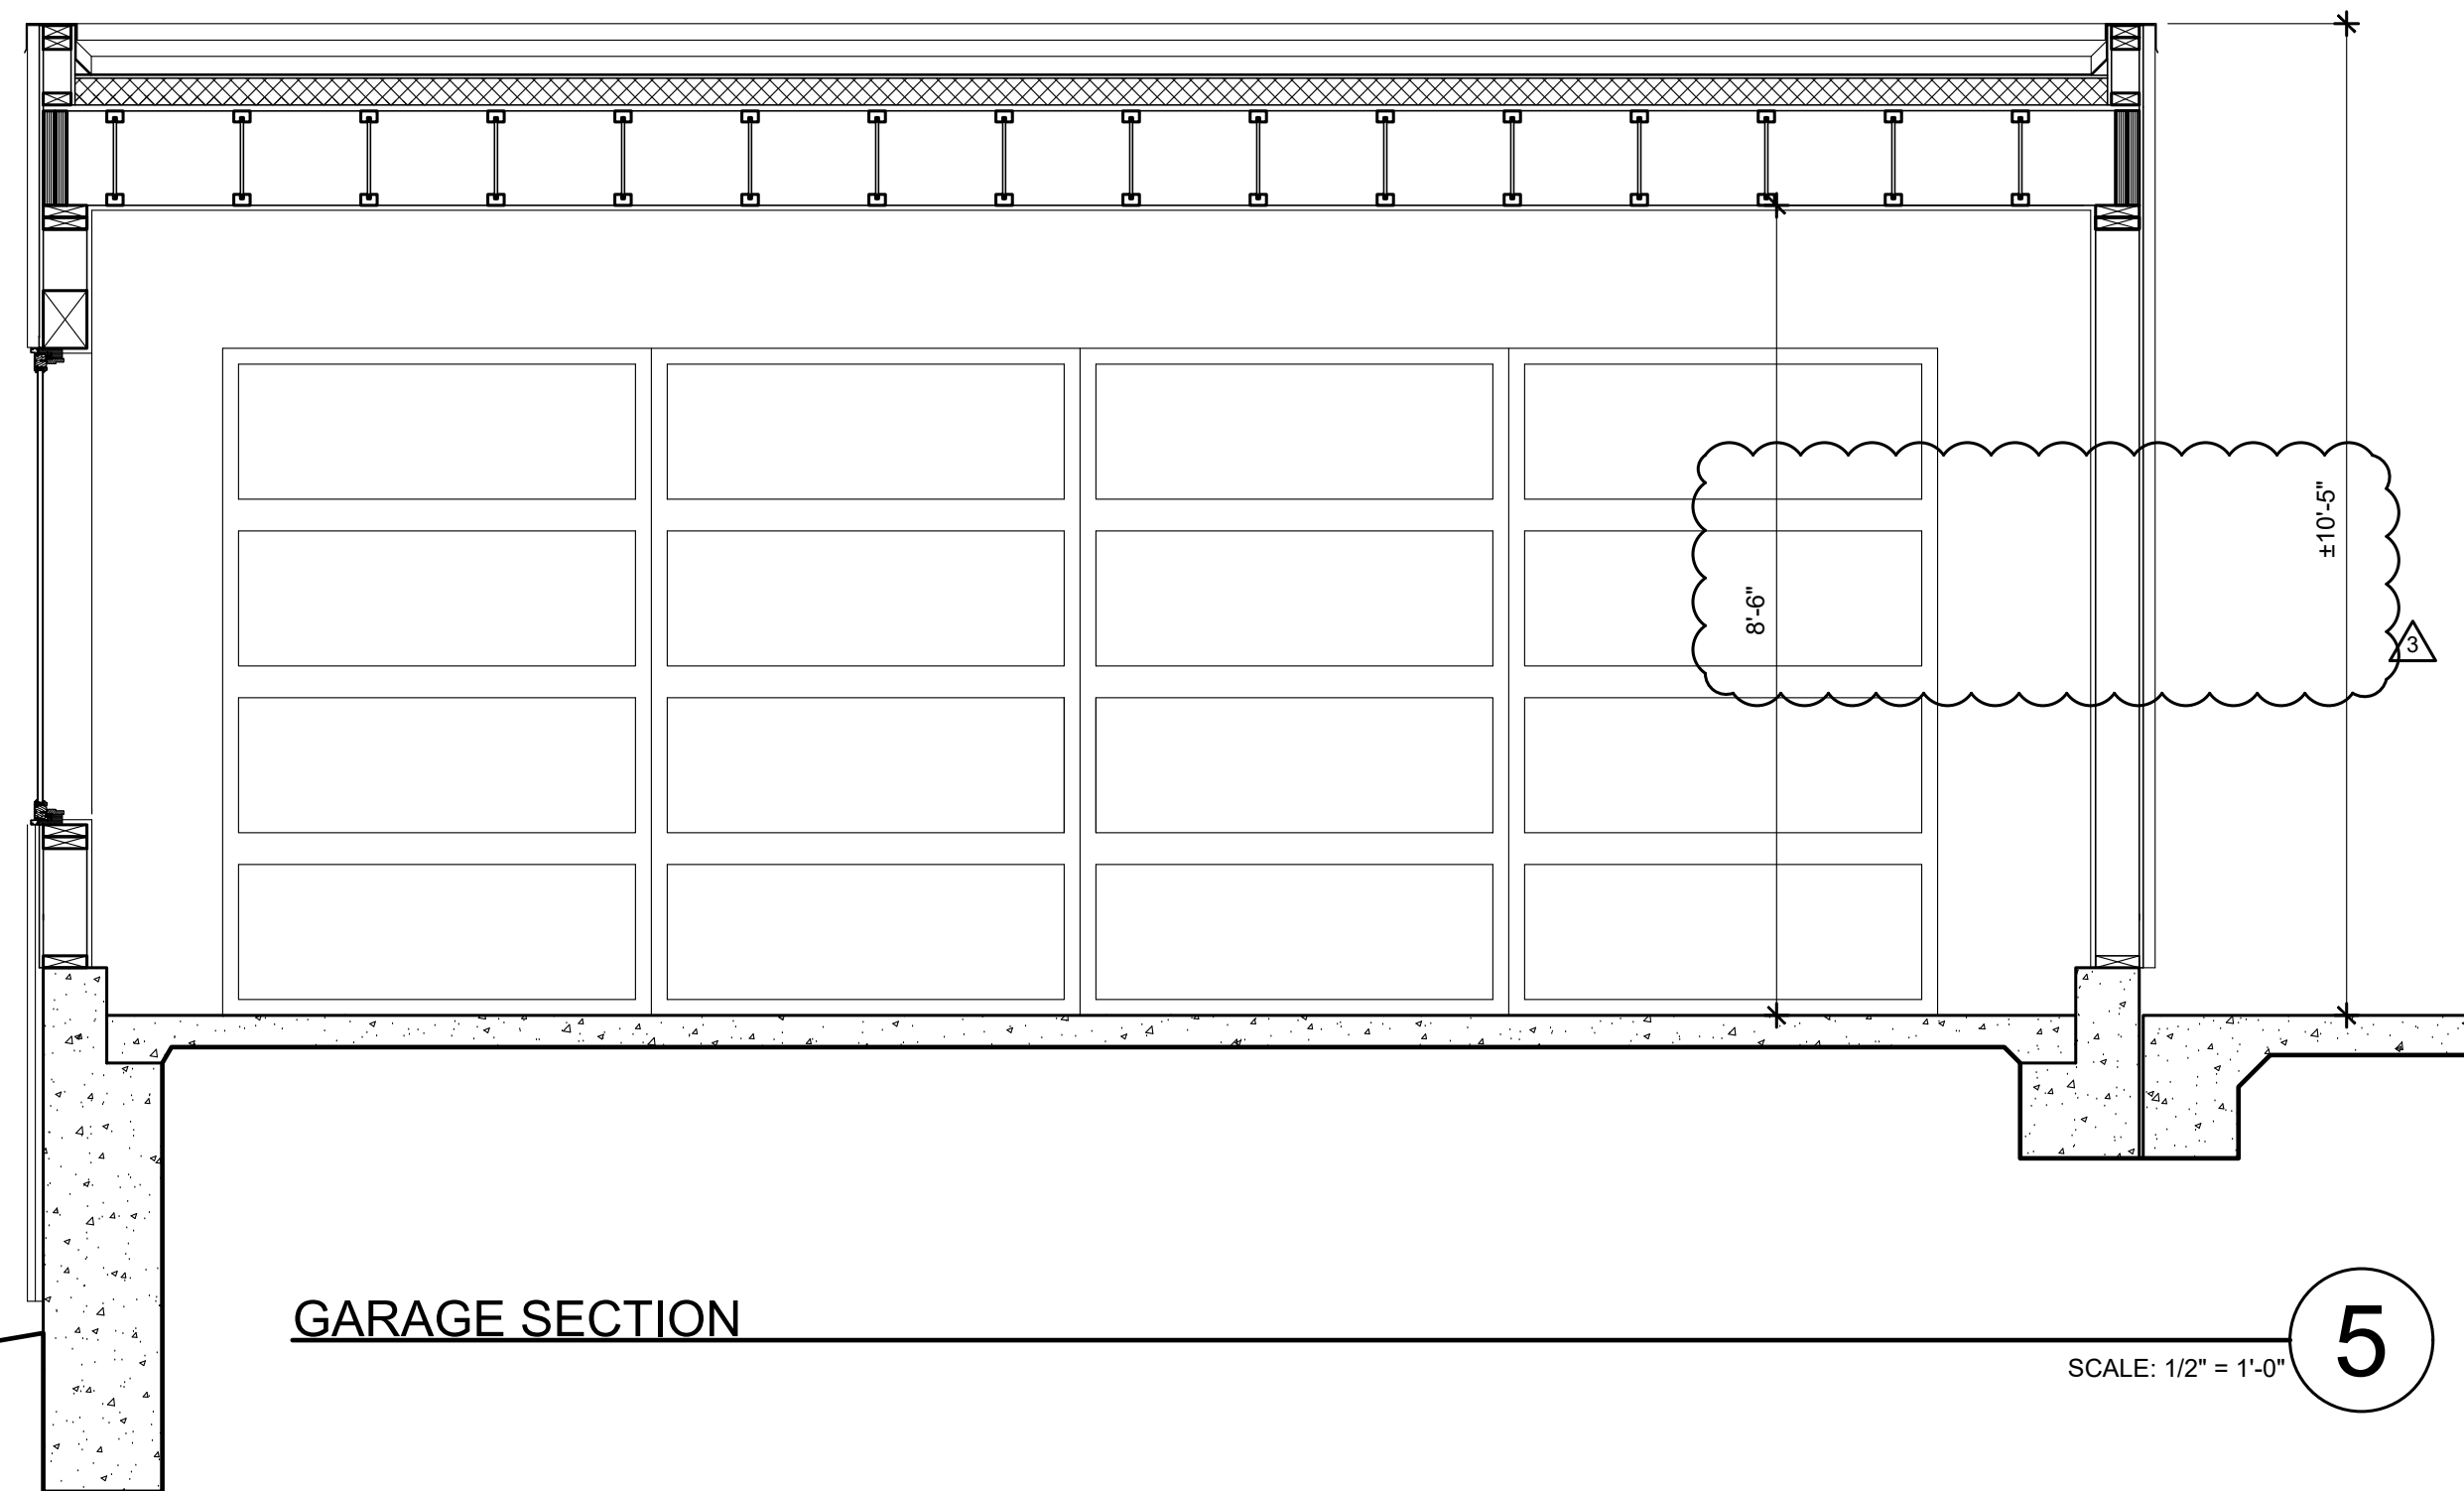 ±10'-5"
8'-6"
3
GARAGE SECTION
5
SCALE: 1/2" = 1'-0"